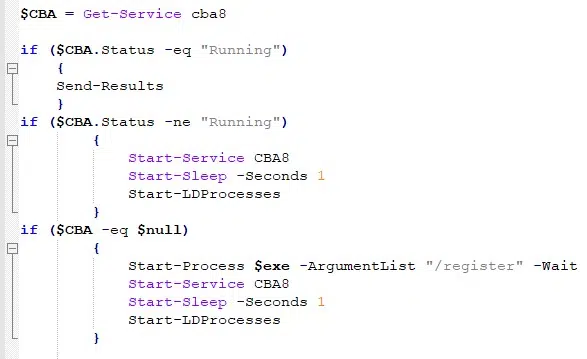 $CBA = Get-Service cba8
if ($CBA.Status -eq "Running")
{
Send-Results
}
if ($CBA.Status -ne "Running")
{
Start-Service CBA8
Start-Sleep -Seconds 1
Start-LDProcesses
}
if ($CBA -eq $null)
{
Start-Process $exe -ArgumentList "/register" -Wait
Start-Service CBA8
Start-Sleep -Seconds 1
Start-LDProcesses
}